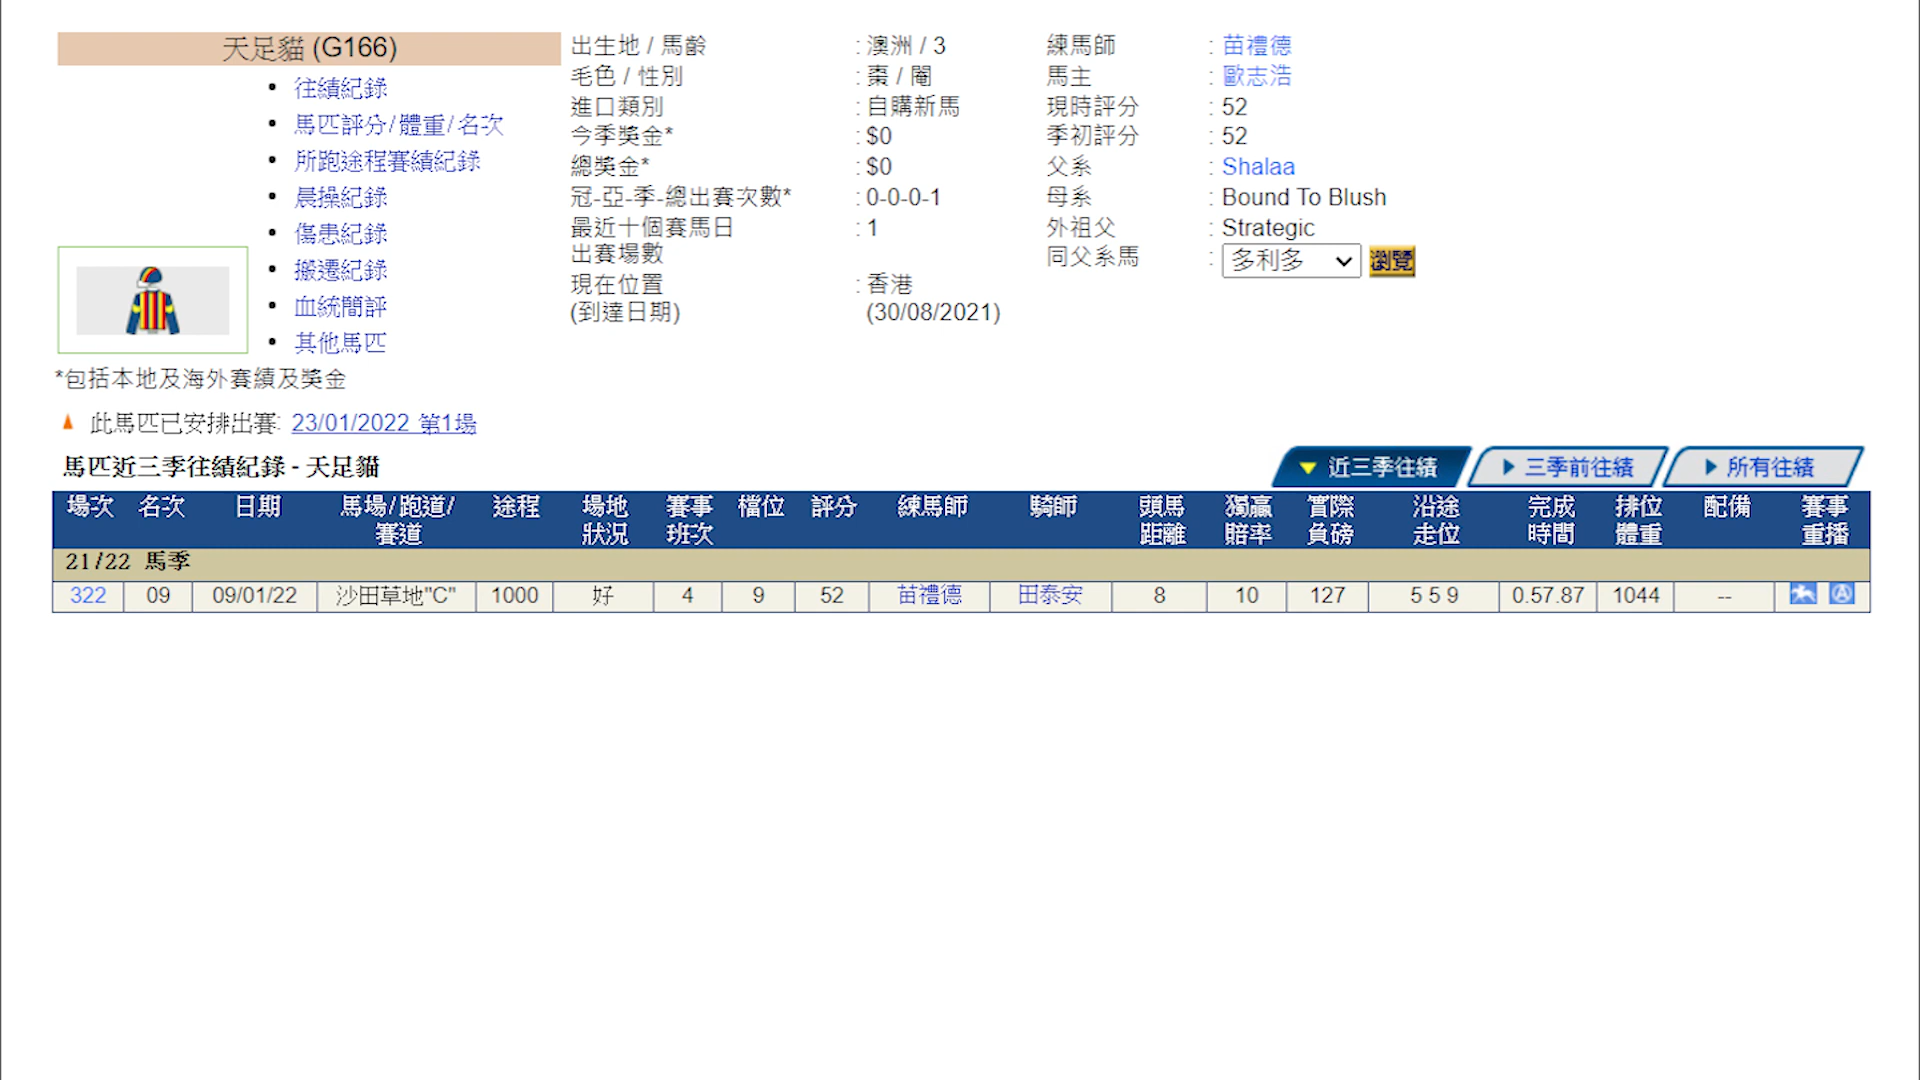 天足貓 (G166)
• 往績紀錄
• 馬匹評分/體重/名次
• 所跑途程賽績紀錄
• 晨操紀錄
• 傷患紀錄
• 搬遷紀錄
• 血統簡評
• 其他馬匹
出生地 / 馬齡 : 澳洲 / 3
毛色 / 性別 : 棗 / 閹
進口類別 : 自購新馬
今季獎金* : $0
總獎金* : $0
冠-亞-季-總出賽次數* : 0-0-0-1
最近十個賽馬日 : 1
出賽場數
現在位置 : 香港
(到達日期) (30/08/2021)
練馬師 : 苗禮德
馬主 : 歐志浩
現時評分 : 52
季初評分 : 52
父系 : Shalaa
母系 : Bound To Blush
外祖父 : Strategic
同父系馬 : 多利多 瀏覽
*包括本地及海外賽績及獎金
此馬匹已安排出賽: 23/01/2022 第1場
馬匹近三季往績紀錄 - 天足貓
近三季往績 三季前往績 所有往績
場次 名次 日期 馬場/跑道/ 途程 場地 賽事 檔位 評分 練馬師 騎師 頭馬 獨贏 實際 沿途 完成 排位 配備 賽事
賽道 狀況 班次 距離 賠率 負磅 走位 時間 體重 重播
21/22 馬季
322 09 09/01/22 沙田草地"C" 1000 好 4 9 52 苗禮德 田泰安 8 10 127 5 5 9 0.57.87 1044 --